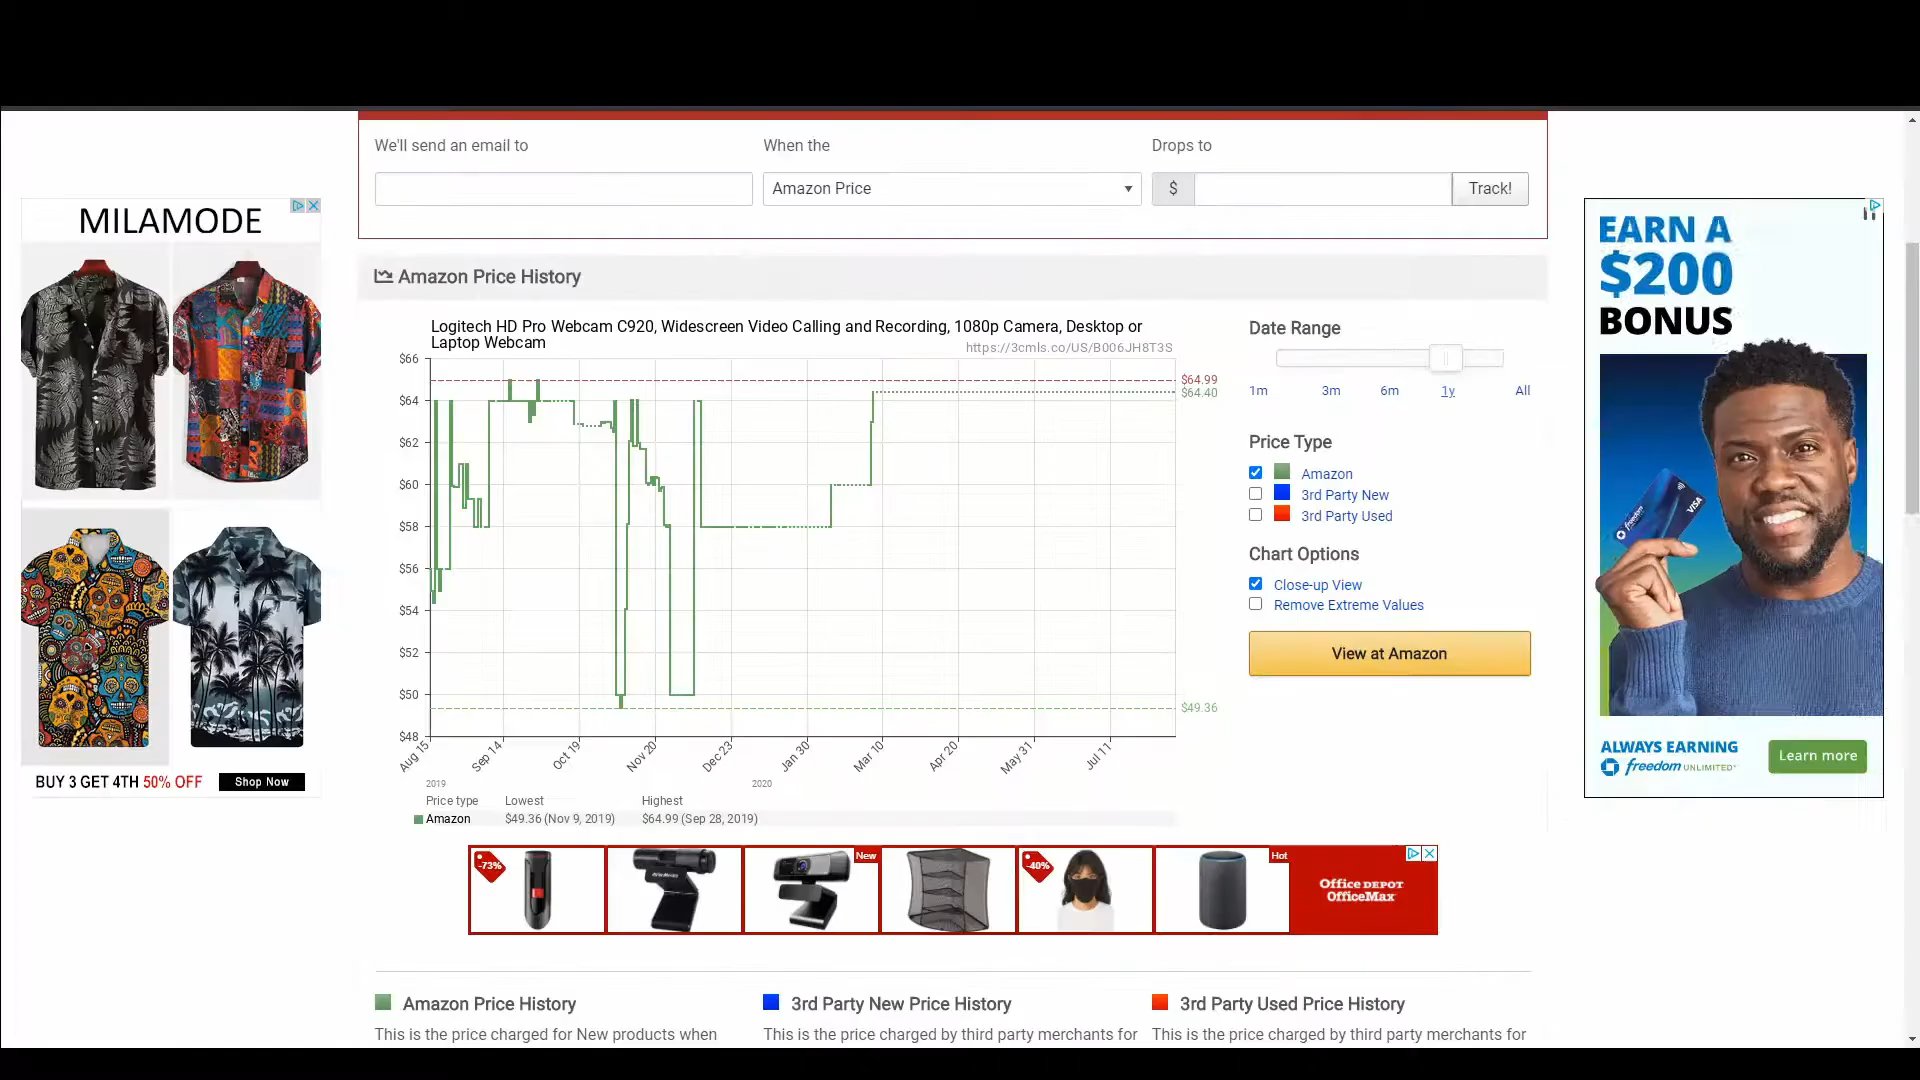 We'll send an email to
When the
Drops to
Amazon Price
$
Track!
MILAMODE
BUY 3 GET 4TH 50% OFF
Shop Now
Amazon Price History
Logitech HD Pro Webcam C920, Widescreen Video Calling and Recording, 1080p Camera, Desktop or
Laptop Webcam
https://3cmls.co/US/B006JH8T3S
$66
$64
$62
$60
$58
$56
$54
$52
$50
$48
$64.99
$64.40
$49.36
Aug 15
Sep 14
Oct 19
Nov 20
Dec 23
Jan 30
Mar 10
Apr 20
May 31
Jul 11
2019
2020
Price type Lowest Highest
Amazon $49.36 (Nov 9, 2019) $64.99 (Sep 28, 2019)
Date Range
1m 3m 6m 1y All
Price Type
Amazon
3rd Party New
3rd Party Used
Chart Options
Close-up View
Remove Extreme Values
View at Amazon
EARN A
$200
BONUS
freedom
VISA
ALWAYS EARNING
freedom UNLIMITED
Learn more
-73%
New
-40%
Hot
Office DEPOT
OfficeMax
Amazon Price History
This is the price charged for New products when
3rd Party New Price History
This is the price charged by third party merchants for
3rd Party Used Price History
This is the price charged by third party merchants for